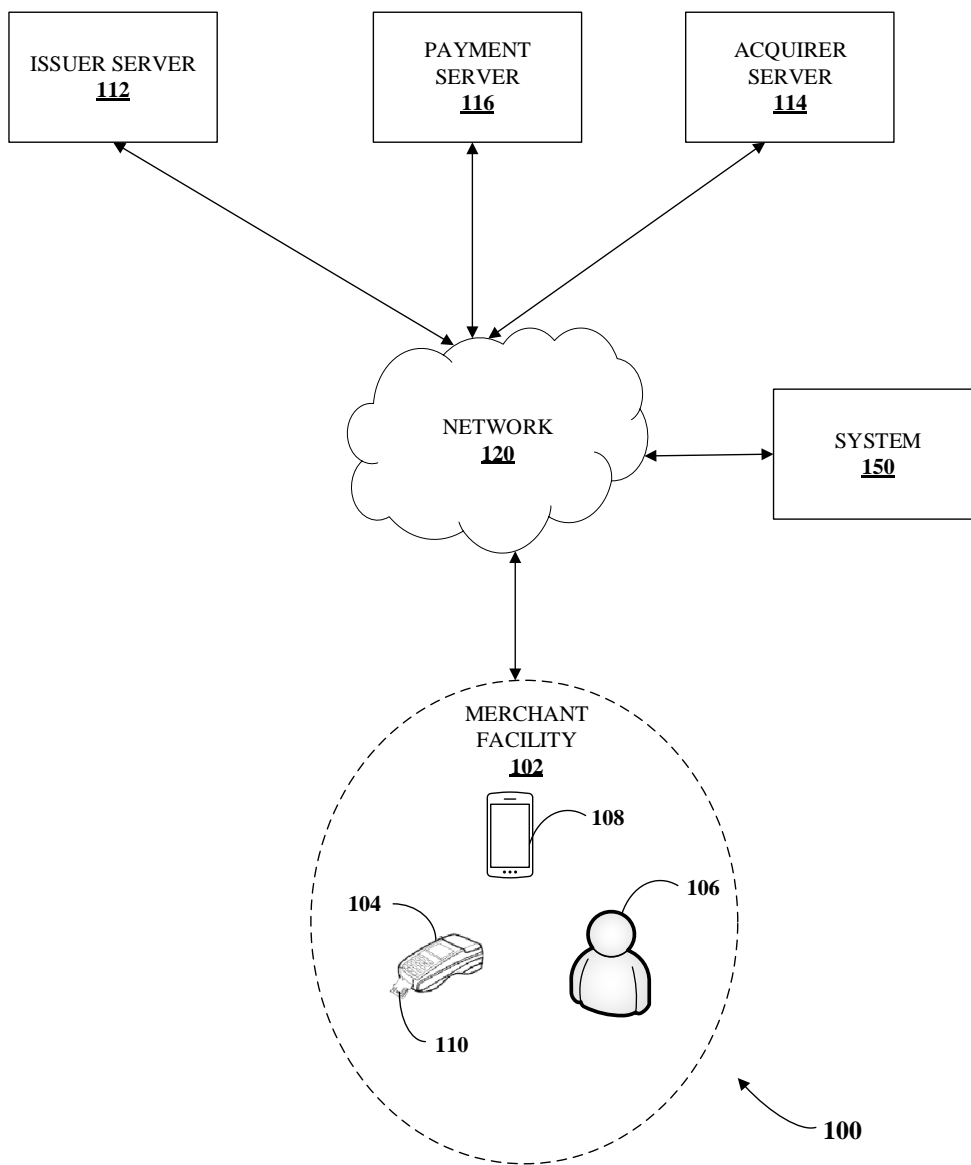 ISSUER SERVER
112
PAYMENT
SERVER
116
ACQUIRER
SERVER
114
NETWORK
120
SYSTEM
150
MERCHANT
FACILITY
102
108
106
104
110
100